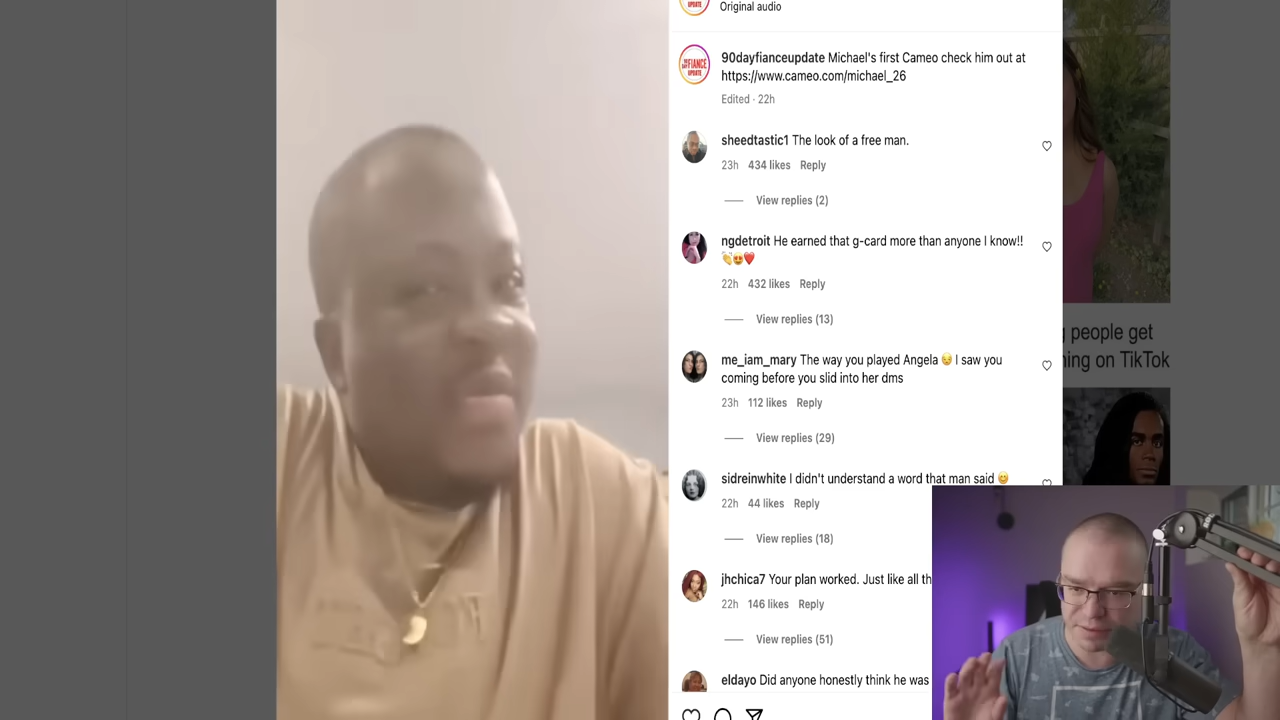 Original audio
90dayfianceupdate Michael's first Cameo check him out at
https://www.cameo.com/michael_26
Edited · 22h
sheedtastic1 The look of a free man.
23h 434 likes Reply
View replies (2)
ngdetroit He earned that g-card more than anyone I know!!
👏😍❤️
22h 432 likes Reply
View replies (13)
me_iam_mary The way you played Angela 😒 I saw you
coming before you slid into her dms
23h 112 likes Reply
View replies (29)
sidreinwhite I didn't understand a word that man said 😊
22h 44 likes Reply
View replies (18)
jhchica7 Your plan worked. Just like all th
22h 146 likes Reply
View replies (51)
eldayo Did anyone honestly think he was
FIANCÉ
UPDATE
people get
ing on TikTok